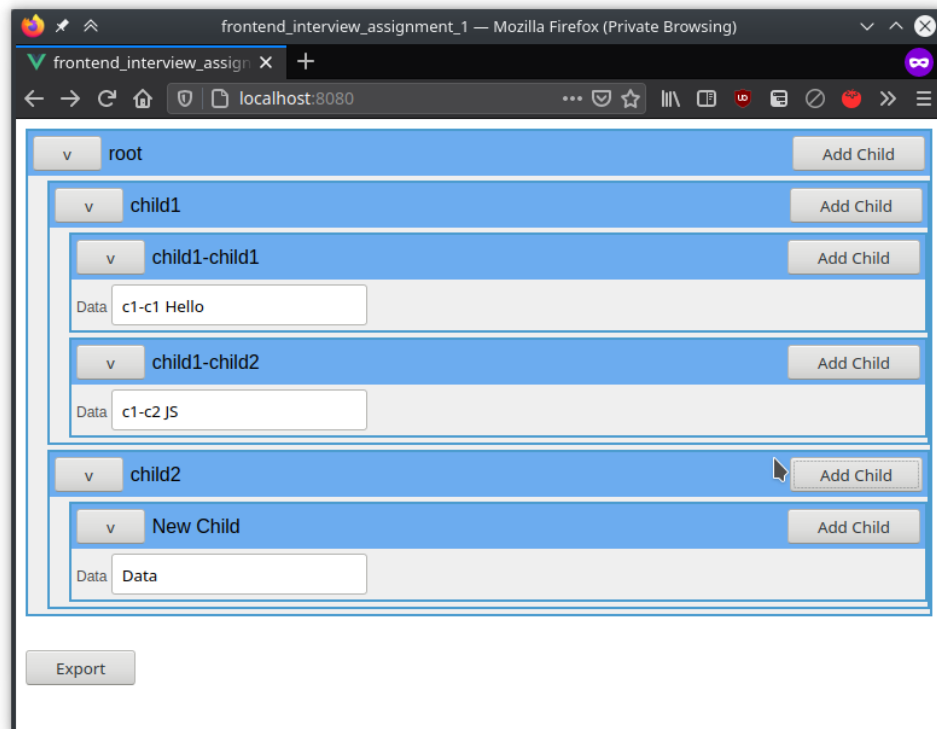 frontend_interview_assignment_1 — Mozilla Firefox (Private Browsing)
frontend_interview_assign
localhost:8080
v root Add Child
v child1 Add Child
v child1-child1 Add Child
Data c1-c1 Hello
v child1-child2 Add Child
Data c1-c2 JS
v child2 Add Child
v New Child Add Child
Data Data
Export